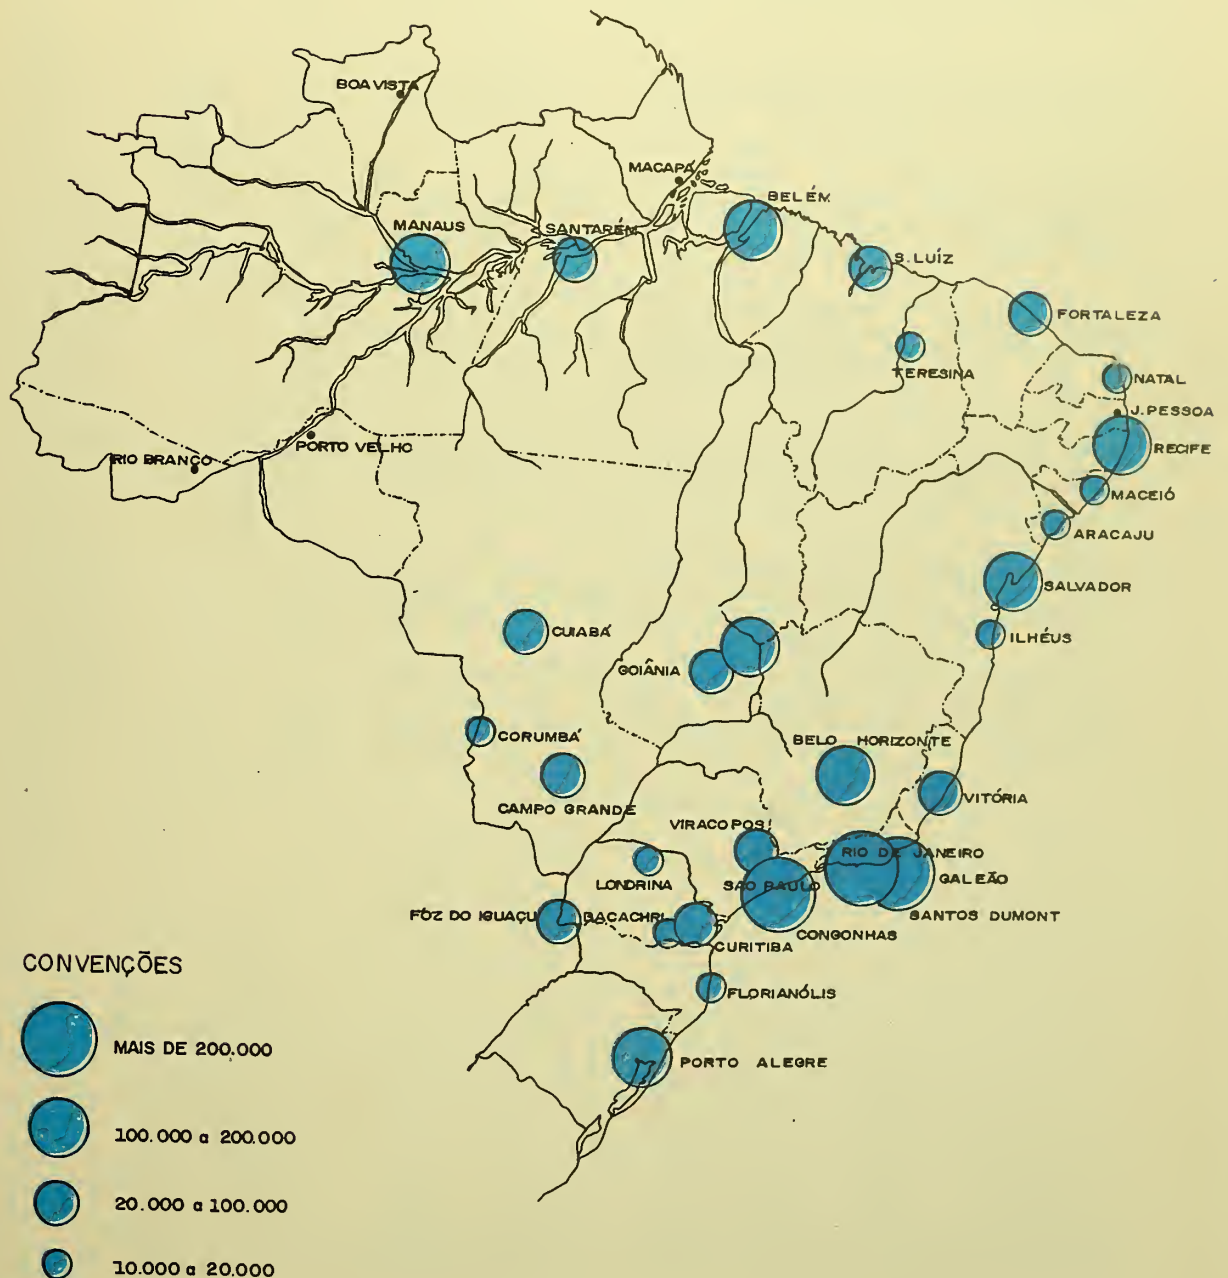 BOA VISTA
MACAPÁ
BELÉM
MANAUS
SANTARÉM
S. LUÍZ
FORTALEZA
TERESINA
NATAL
J. PESSOA
RECIFE
PORTO VELHO
RIO BRANCO
MACEIÓ
ARACAJU
SALVADOR
CUIABÁ
ILHÉUS
GOIÂNIA
CORUMBÁ
BELO HORIZONTE
CAMPO GRANDE
VITÓRIA
VIRACOPOS
RIO DE JANEIRO
LONDRINA
SAO PAULO
GALEÃO
FÓZ DO IGUAÇU
BACACHRI
SANTOS DUMONT
CONGONHAS
CURITIBA
FLORIANÓLIS
PORTO ALEGRE
CONVENÇÕES
MAIS DE 200.000
100.000 a 200.000
20.000 a 100.000
10.000 a 20.000